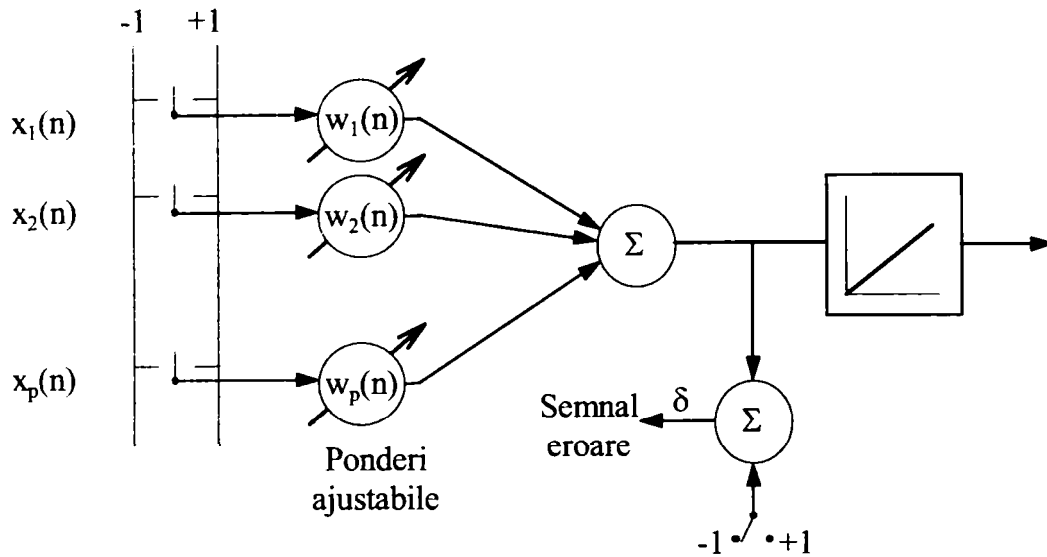 -1 +1
x₁(n)
w₁(n)
x₂(n)
w₂(n)
Σ
xₚ(n)
wₚ(n)
Semnal
eroare
δ
Σ
Ponderi
ajustabile
-1 +1